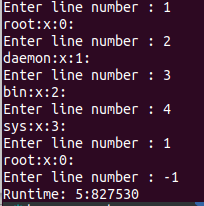 Enter line number : 1
root:x:0:
Enter line number : 2
daemon:x:1:
Enter line number : 3
bin:x:2:
Enter line number : 4
sys:x:3:
Enter line number : 1
root:x:0:
Enter line number : -1
Runtime: 5:827530